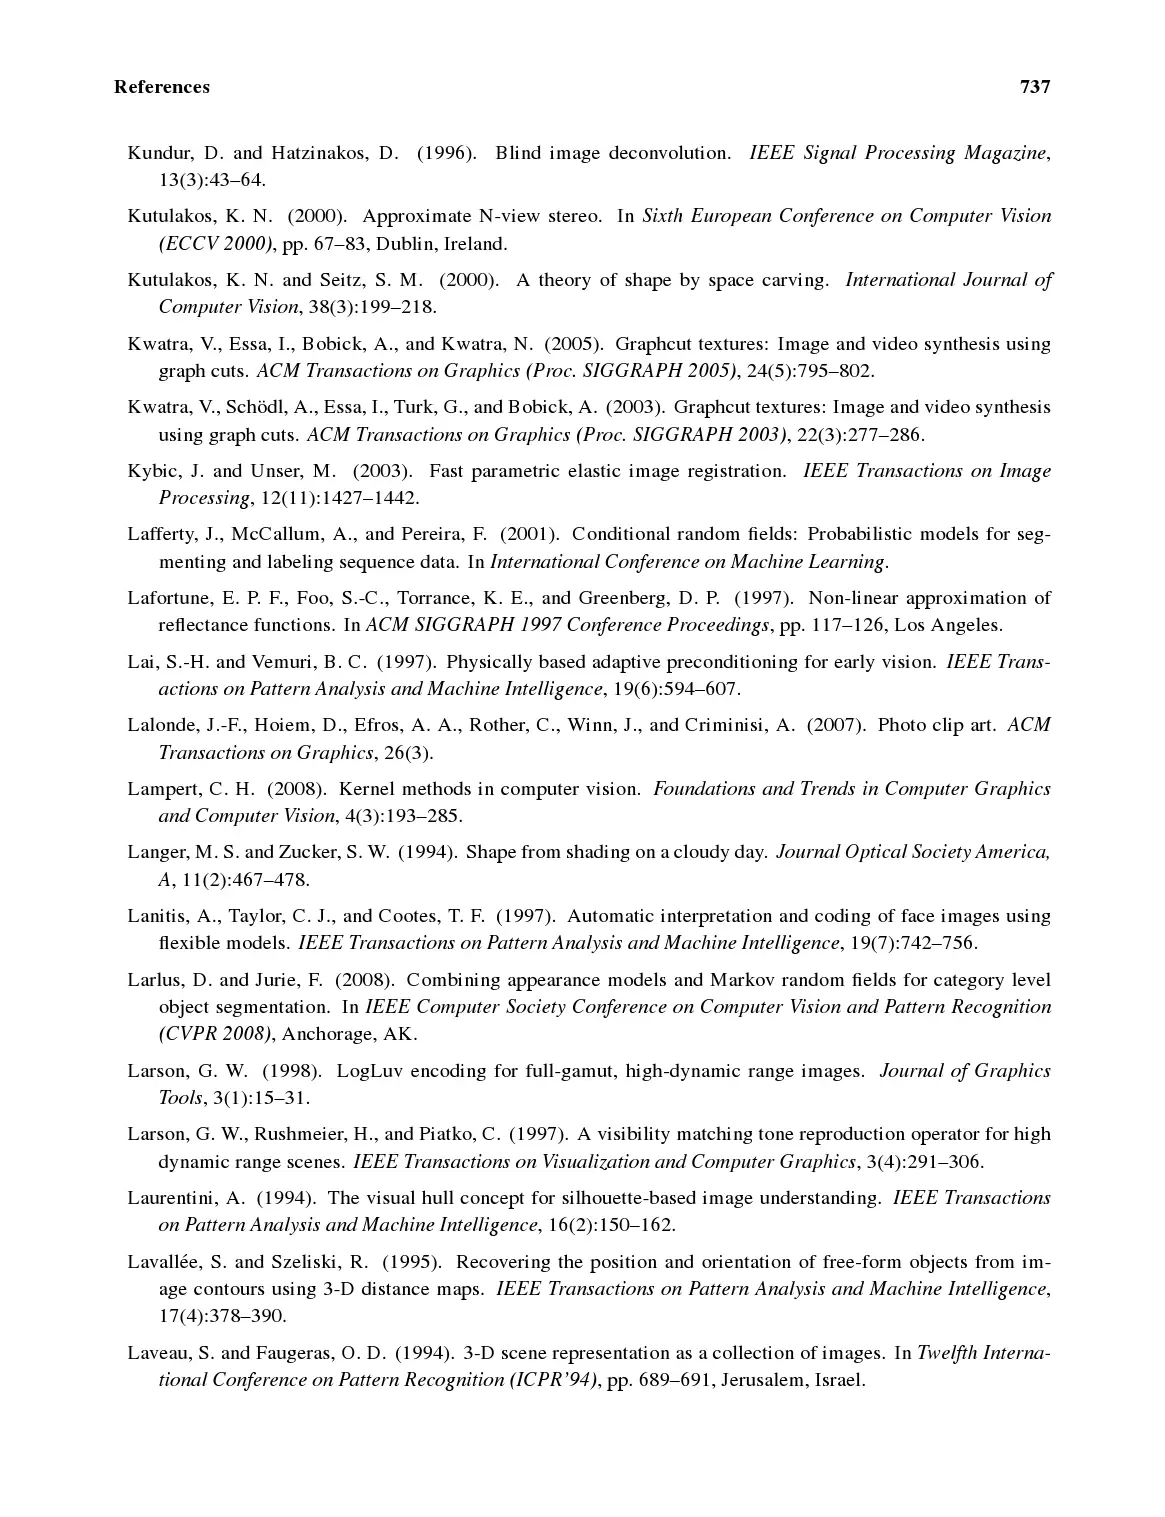 References 737
Kundur, D. and Hatzinakos, D. (1996). Blind image deconvolution. IEEE Signal Processing Magazine,
13(3):43–64.
Kutulakos, K. N. (2000). Approximate N-view stereo. In Sixth European Conference on Computer Vision
(ECCV 2000), pp. 67–83, Dublin, Ireland.
Kutulakos, K. N. and Seitz, S. M. (2000). A theory of shape by space carving. International Journal of
Computer Vision, 38(3):199–218.
Kwatra, V., Essa, I., Bobick, A., and Kwatra, N. (2005). Graphcut textures: Image and video synthesis using
graph cuts. ACM Transactions on Graphics (Proc. SIGGRAPH 2005), 24(5):795–802.
Kwatra, V., Schödl, A., Essa, I., Turk, G., and Bobick, A. (2003). Graphcut textures: Image and video synthesis
using graph cuts. ACM Transactions on Graphics (Proc. SIGGRAPH 2003), 22(3):277–286.
Kybic, J. and Unser, M. (2003). Fast parametric elastic image registration. IEEE Transactions on Image
Processing, 12(11):1427–1442.
Lafferty, J., McCallum, A., and Pereira, F. (2001). Conditional random fields: Probabilistic models for seg-
menting and labeling sequence data. In International Conference on Machine Learning.
Lafortune, E. P. F., Foo, S.-C., Torrance, K. E., and Greenberg, D. P. (1997). Non-linear approximation of
reflectance functions. In ACM SIGGRAPH 1997 Conference Proceedings, pp. 117–126, Los Angeles.
Lai, S.-H. and Vemuri, B. C. (1997). Physically based adaptive preconditioning for early vision. IEEE Trans-
actions on Pattern Analysis and Machine Intelligence, 19(6):594–607.
Lalonde, J.-F., Hoiem, D., Efros, A. A., Rother, C., Winn, J., and Criminisi, A. (2007). Photo clip art. ACM
Transactions on Graphics, 26(3).
Lampert, C. H. (2008). Kernel methods in computer vision. Foundations and Trends in Computer Graphics
and Computer Vision, 4(3):193–285.
Langer, M. S. and Zucker, S. W. (1994). Shape from shading on a cloudy day. Journal Optical Society America,
A, 11(2):467–478.
Lanitis, A., Taylor, C. J., and Cootes, T. F. (1997). Automatic interpretation and coding of face images using
flexible models. IEEE Transactions on Pattern Analysis and Machine Intelligence, 19(7):742–756.
Larlus, D. and Jurie, F. (2008). Combining appearance models and Markov random fields for category level
object segmentation. In IEEE Computer Society Conference on Computer Vision and Pattern Recognition
(CVPR 2008), Anchorage, AK.
Larson, G. W. (1998). LogLuv encoding for full-gamut, high-dynamic range images. Journal of Graphics
Tools, 3(1):15–31.
Larson, G. W., Rushmeier, H., and Piatko, C. (1997). A visibility matching tone reproduction operator for high
dynamic range scenes. IEEE Transactions on Visualization and Computer Graphics, 3(4):291–306.
Laurentini, A. (1994). The visual hull concept for silhouette-based image understanding. IEEE Transactions
on Pattern Analysis and Machine Intelligence, 16(2):150–162.
Lavallée, S. and Szeliski, R. (1995). Recovering the position and orientation of free-form objects from im-
age contours using 3-D distance maps. IEEE Transactions on Pattern Analysis and Machine Intelligence,
17(4):378–390.
Laveau, S. and Faugeras, O. D. (1994). 3-D scene representation as a collection of images. In Twelfth Interna-
tional Conference on Pattern Recognition (ICPR'94), pp. 689–691, Jerusalem, Israel.